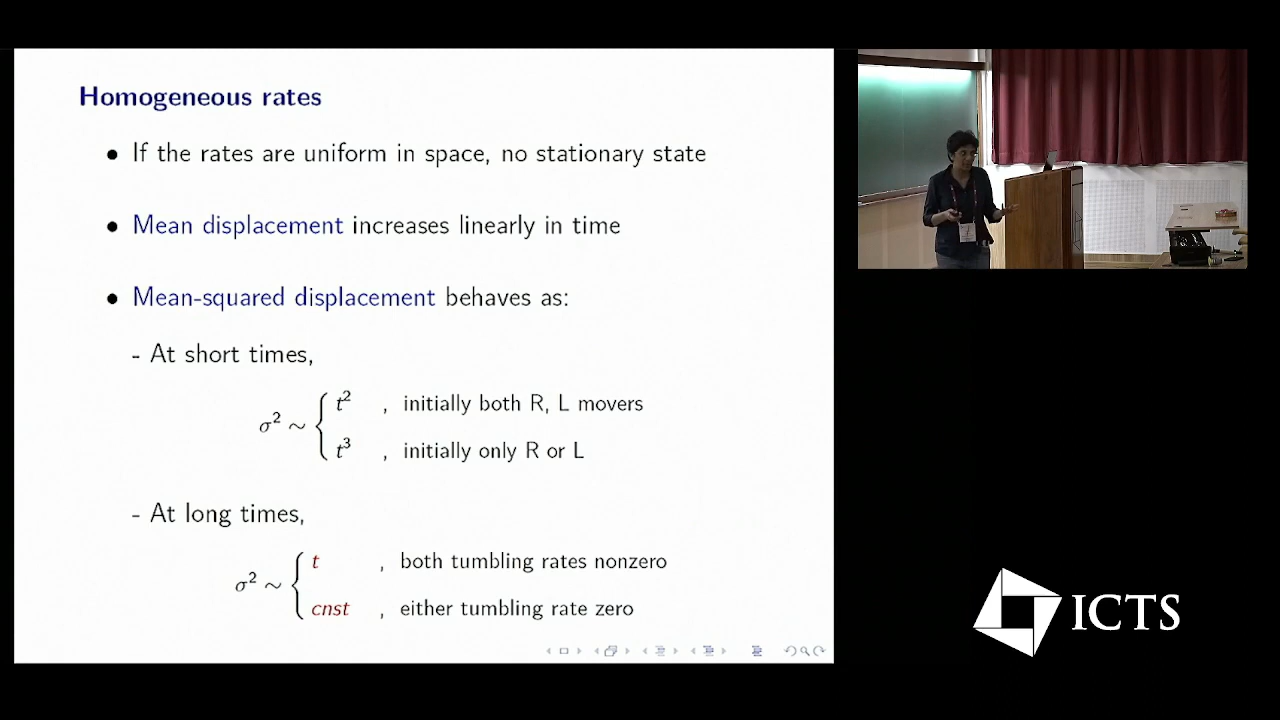 Homogeneous rates
• If the rates are uniform in space, no stationary state
• Mean displacement increases linearly in time
• Mean-squared displacement behaves as:
- At short times,
σ² ~ { t² , initially both R, L movers
t³ , initially only R or L
- At long times,
σ² ~ { t , both tumbling rates nonzero
cnst , either tumbling rate zero
ICTS